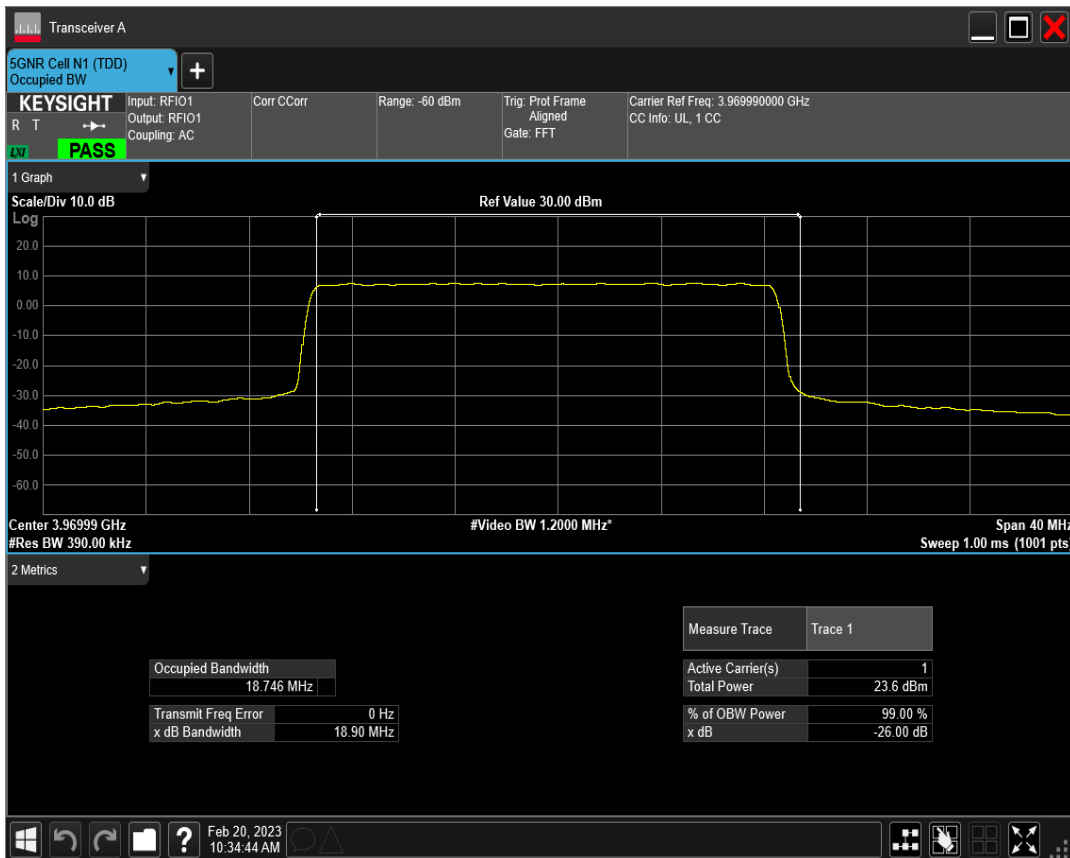 Transceiver A
5GNR Cell N1 (TDD)
Occupied BW
+
KEYSIGHT
R T
LXI
PASS
Input: RFIO1
Output: RFIO1
Coupling: AC
Corr CCorr
Range: -60 dBm
Trig: Prot Frame
Aligned
Gate: FFT
Carrier Ref Freq: 3.969990000 GHz
CC Info: UL, 1 CC
1 Graph
Scale/Div 10.0 dB
Ref Value 30.00 dBm
Log
20.0
10.0
0.00
-10.0
-20.0
-30.0
-40.0
-50.0
-60.0
Center 3.96999 GHz
#Video BW 1.2000 MHz*
Span 40 MHz
#Res BW 390.00 kHz
Sweep 1.00 ms (1001 pts)
2 Metrics
Measure Trace Trace 1
Occupied Bandwidth
18.746 MHz
Active Carrier(s) 1
Total Power 23.6 dBm
Transmit Freq Error 0 Hz
x dB Bandwidth 18.90 MHz
% of OBW Power 99.00 %
x dB -26.00 dB
?
Feb 20, 2023
10:34:44 AM